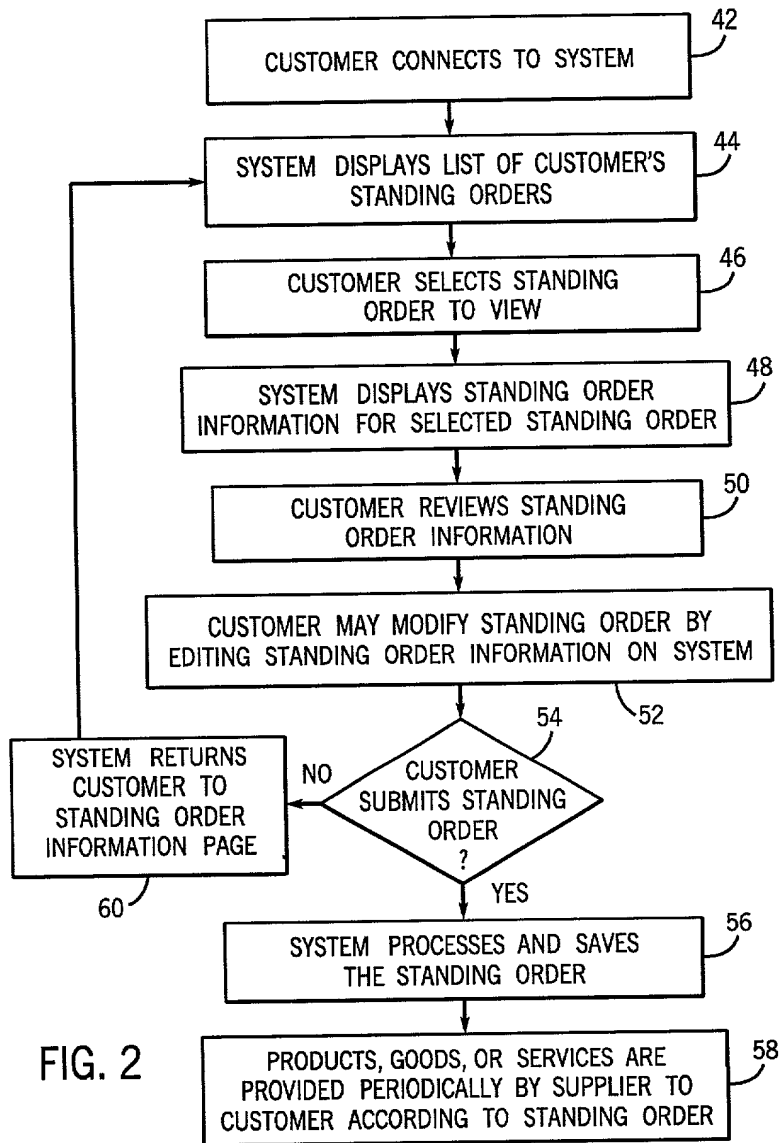 42
CUSTOMER CONNECTS TO SYSTEM
44
SYSTEM DISPLAYS LIST OF CUSTOMER'S
STANDING ORDERS
46
CUSTOMER SELECTS STANDING
ORDER TO VIEW
48
SYSTEM DISPLAYS STANDING ORDER
INFORMATION FOR SELECTED STANDING ORDER
50
CUSTOMER REVIEWS STANDING
ORDER INFORMATION
CUSTOMER MAY MODIFY STANDING ORDER BY
EDITING STANDING ORDER INFORMATION ON SYSTEM
52
54
CUSTOMER
SUBMITS STANDING
ORDER
?
NO
SYSTEM RETURNS
CUSTOMER TO
STANDING ORDER
INFORMATION PAGE
60
YES
56
SYSTEM PROCESSES AND SAVES
THE STANDING ORDER
58
PRODUCTS, GOODS, OR SERVICES ARE
PROVIDED PERIODICALLY BY SUPPLIER TO
CUSTOMER ACCORDING TO STANDING ORDER
FIG. 2